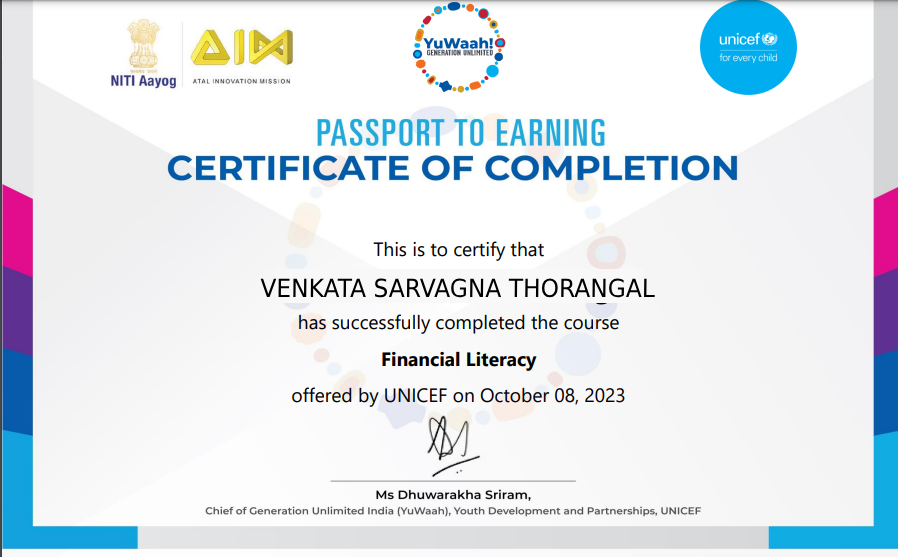 NITI Aayog
AIM
ATAL INNOVATION MISSION
YuWaah!
GENERATION UNLIMITED
unicef
for every child
PASSPORT TO EARNING
CERTIFICATE OF COMPLETION
This is to certify that
VENKATA SARVAGNA THORANGAL
has successfully completed the course
Financial Literacy
offered by UNICEF on October 08, 2023
Ms Dhuwarakha Sriram,
Chief of Generation Unlimited India (YuWaah), Youth Development and Partnerships, UNICEF